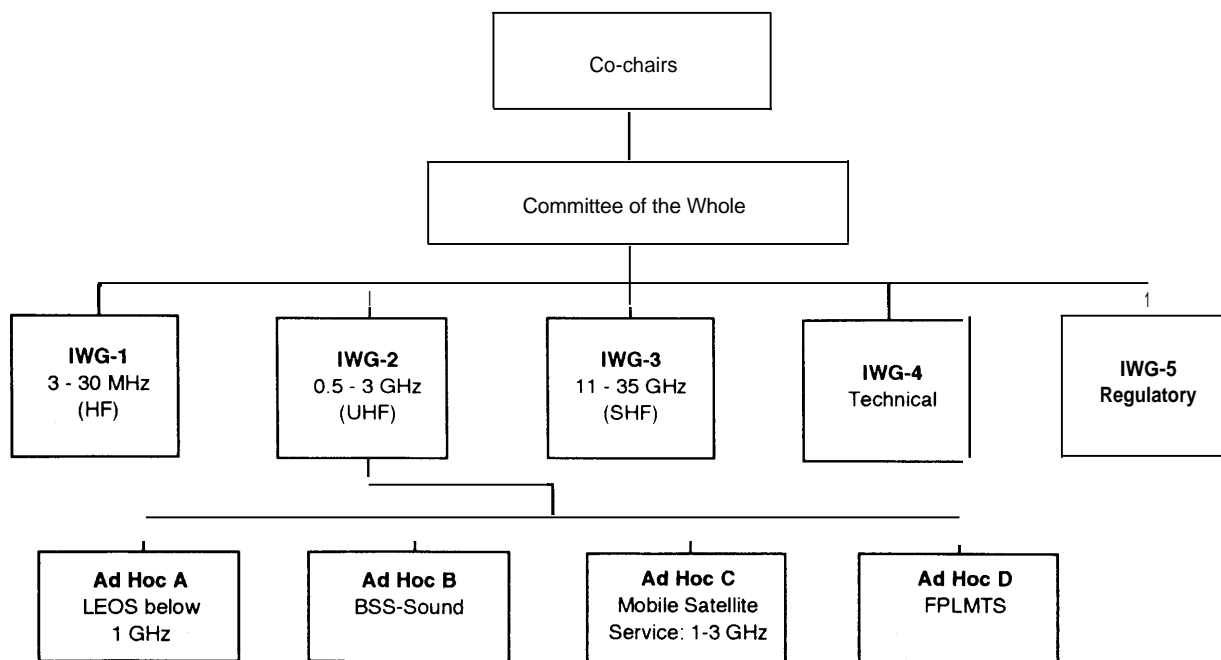 Co-chairs
Committee of the Whole
IWG-1
3 - 30 MHz
(HF)
IWG-2
0.5 - 3 GHz
(UHF)
IWG-3
11 - 35 GHz
(SHF)
IWG-4
Technical
IWG-5
Regulatory
Ad Hoc A
LEOS below
1 GHz
Ad Hoc B
BSS-Sound
Ad Hoc C
Mobile Satellite
Service: 1-3 GHz
Ad Hoc D
FPLMTS